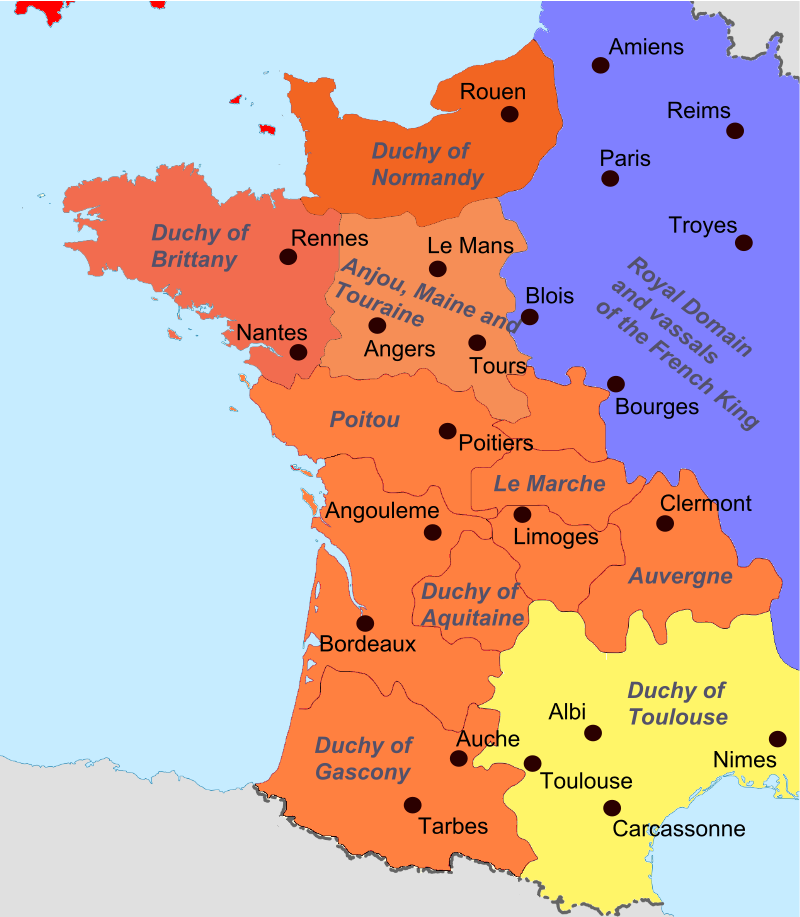 Amiens
Rouen
Reims
Duchy of
Normandy
Paris
Troyes
Duchy of
Brittany
Rennes
Le Mans
Royal Domain
and vassals
of the French King
Anjou, Maine and
Touraine
Blois
Nantes
Angers
Tours
Bourges
Poitou
Poitiers
Le Marche
Clermont
Angouleme
Limoges
Auvergne
Duchy of
Aquitaine
Bordeaux
Duchy of
Toulouse
Albi
Auche
Duchy of
Gascony
Nimes
Toulouse
Tarbes
Carcassonne